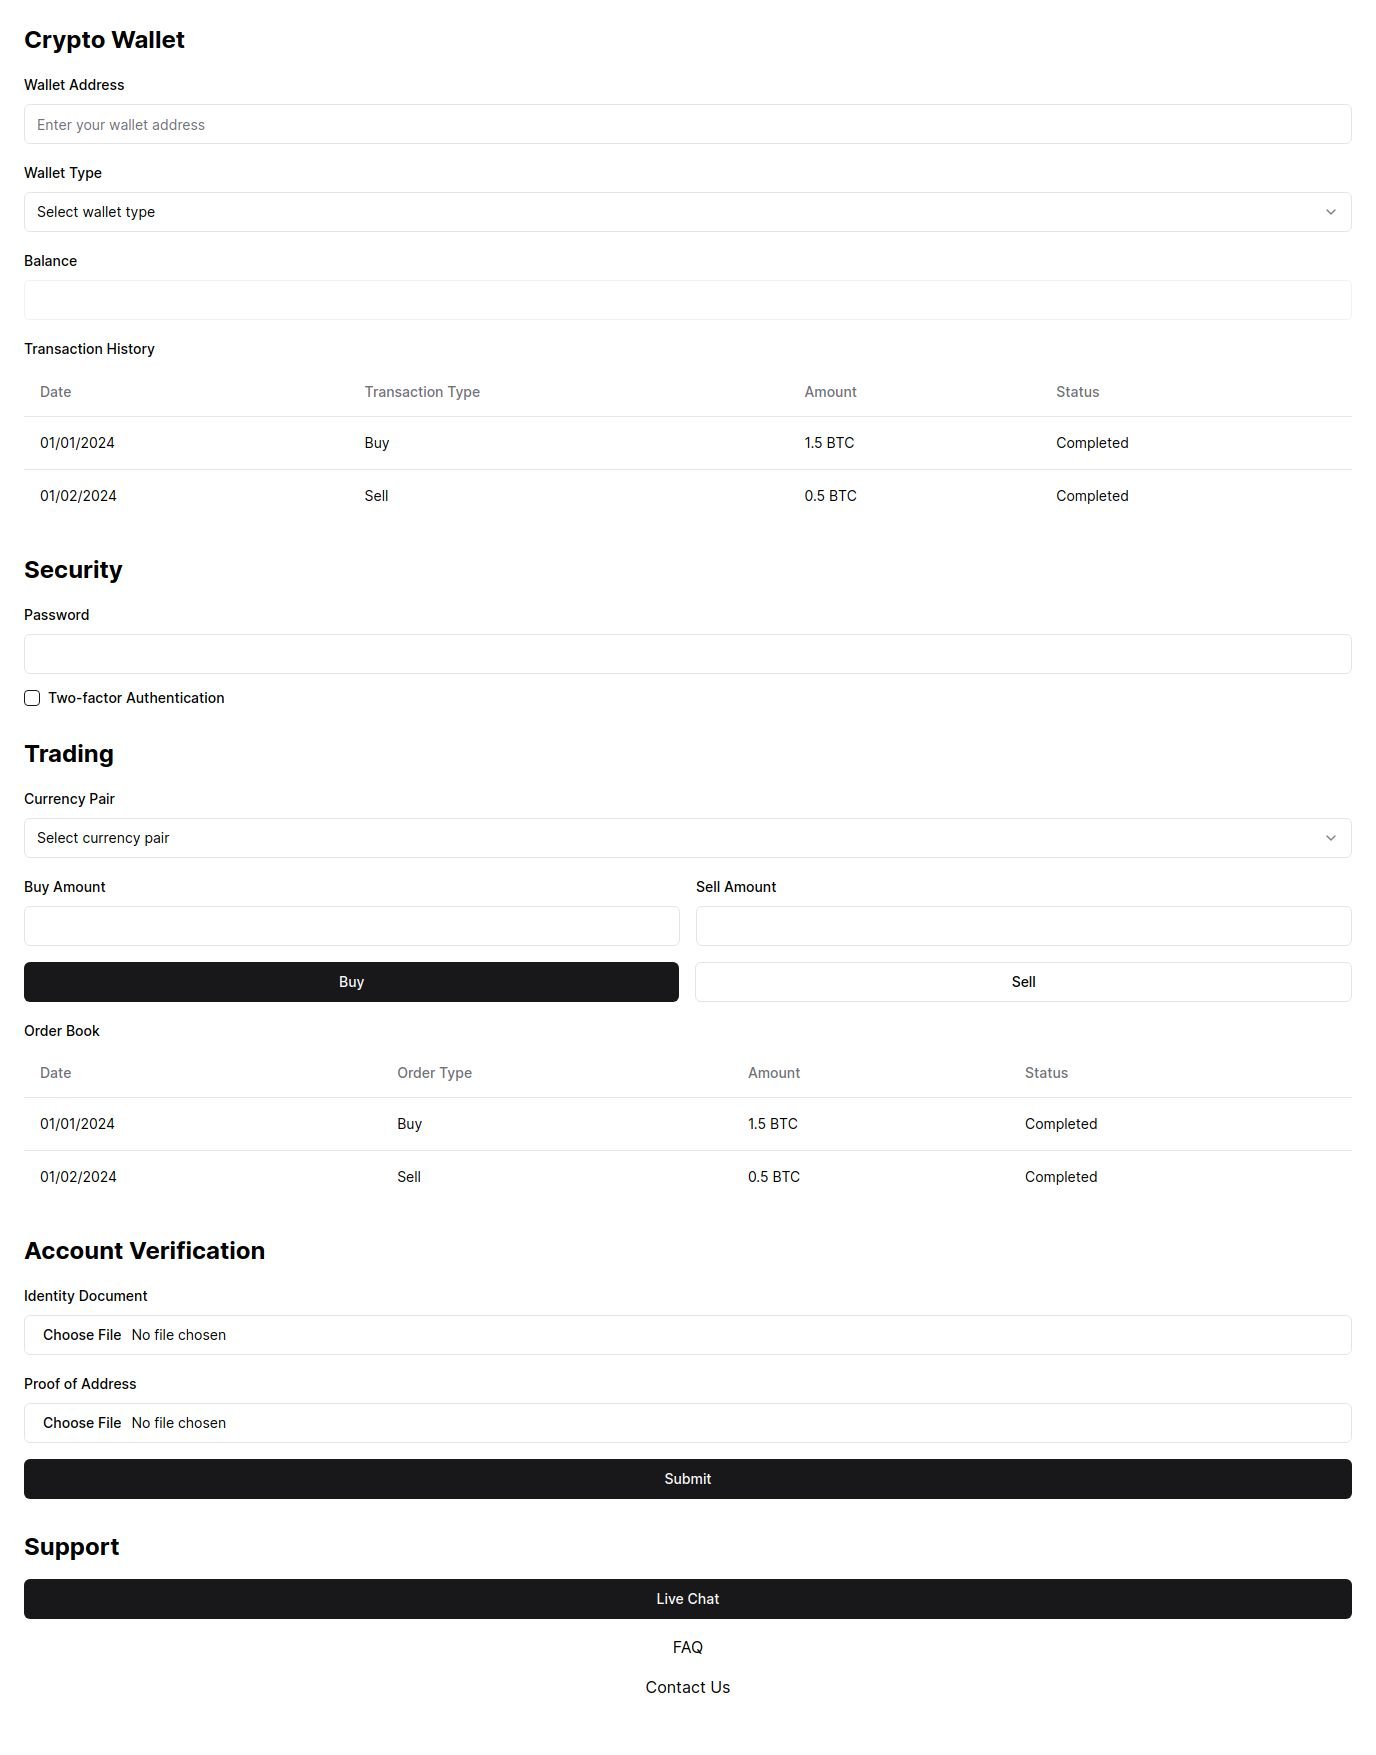 Crypto Wallet
Wallet Address
Enter your wallet address
Wallet Type
Select wallet type
Balance
Transaction History
Date Transaction Type Amount Status
01/01/2024 Buy 1.5 BTC Completed
01/02/2024 Sell 0.5 BTC Completed
Security
Password
Two-factor Authentication
Trading
Currency Pair
Select currency pair
Buy Amount Sell Amount
Buy Sell
Order Book
Date Order Type Amount Status
01/01/2024 Buy 1.5 BTC Completed
01/02/2024 Sell 0.5 BTC Completed
Account Verification
Identity Document
Choose File No file chosen
Proof of Address
Choose File No file chosen
Submit
Support
Live Chat
FAQ
Contact Us